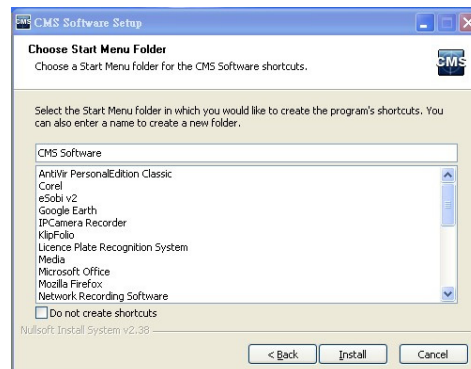 CMS Software Setup
Choose Start Menu Folder
Choose a Start Menu folder for the CMS Software shortcuts.
CMS
Select the Start Menu folder in which you would like to create the program's shortcuts. You
can also enter a name to create a new folder.
CMS Software
AntiVir PersonalEdition Classic
Corel
eSobi v2
Google Earth
IPCamera Recorder
KlipFolio
Licence Plate Recognition System
Media
Microsoft Office
Mozilla Firefox
Network Recording Software
Do not create shortcuts
Nullsoft Install System v2.38
< Back
Install
Cancel